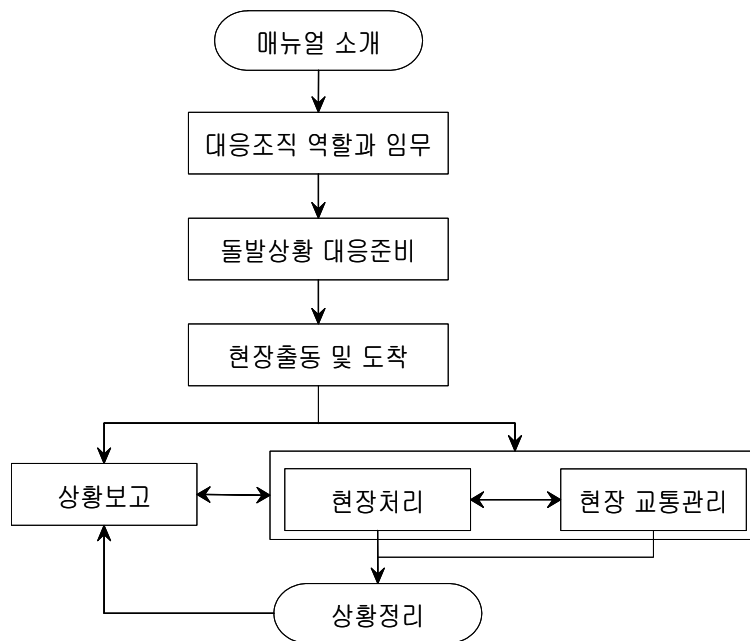 매뉴얼 소개
대응조직 역할과 임무
돌발상황 대응준비
현장출동 및 도착
상황보고
현장처리
현장 교통관리
상황정리